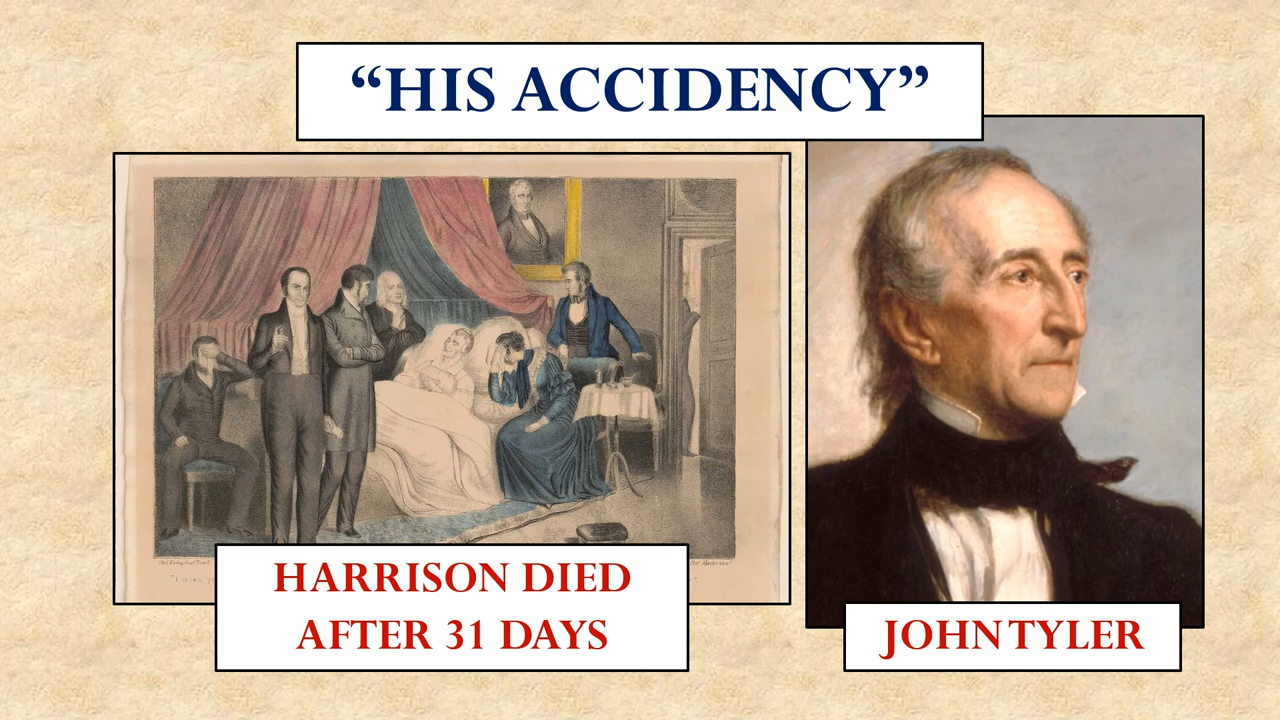 “HIS ACCIDENCY”
HARRISON DIED
AFTER 31 DAYS
JOHN TYLER